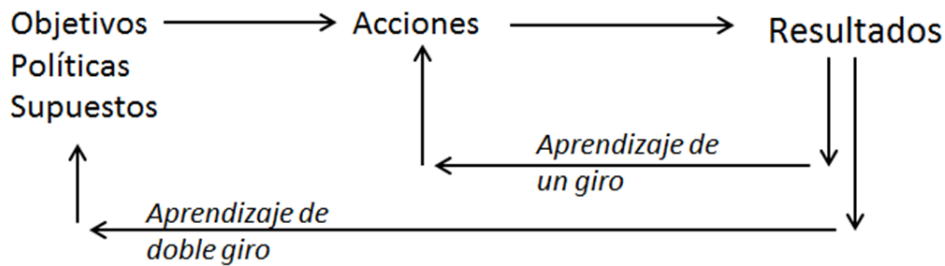 Objetivos
Políticas
Supuestos
Acciones
Resultados
Aprendizaje de
un giro
Aprendizaje de
doble giro